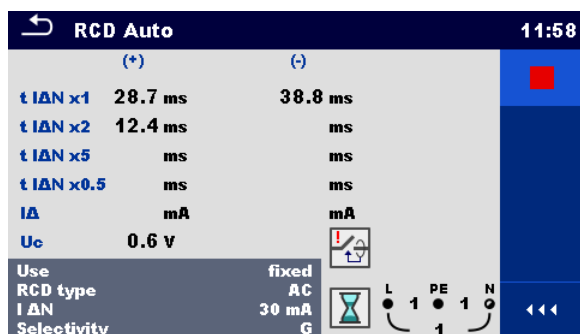 RCD Auto 11:58
(+) (-)
t IΔN x1 28.7 ms 38.8 ms
t IΔN x2 12.4 ms ms
t IΔN x5 ms ms
t IΔN x0.5 ms ms
IΔ mA mA
Uc 0.6 V
Use fixed
RCD type AC
I ΔN 30 mA
Selectivity G
L PE N
1 1
1